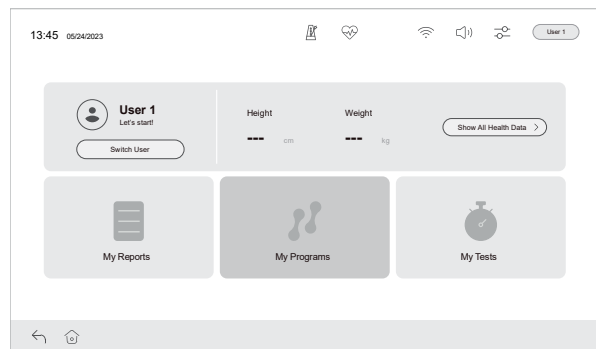 13:45 05/24/2023
User 1
User 1
Let's start!
Switch User
Height
--- cm
Weight
--- kg
Show All Health Data
My Reports
My Programs
My Tests